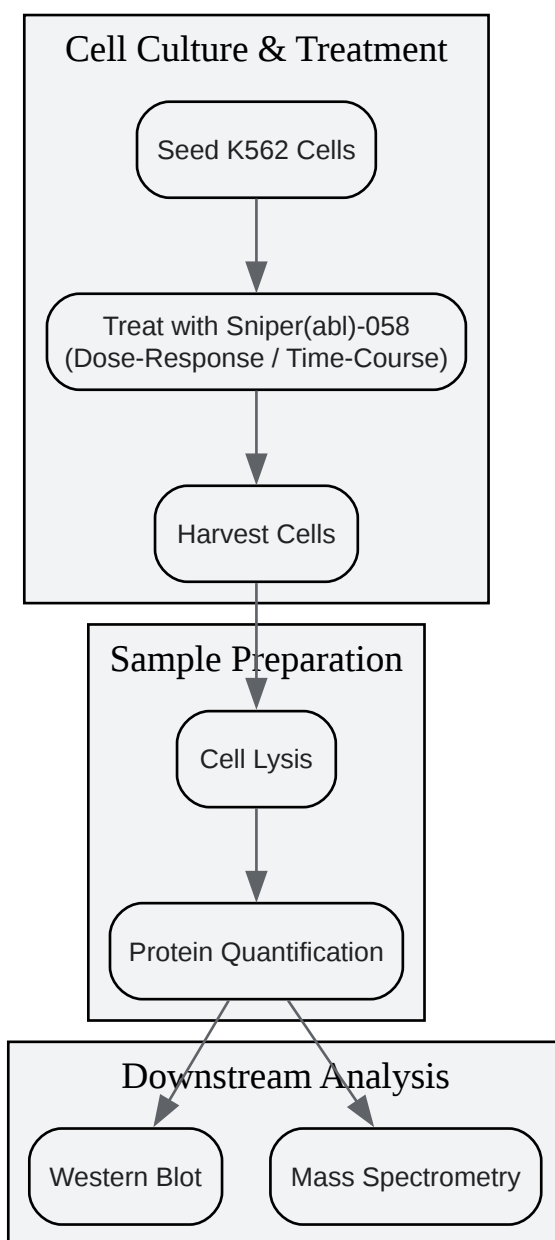 Cell Culture & Treatment
Seed K562 Cells
Treat with Sniper(abl)-058
(Dose-Response / Time-Course)
Harvest Cells
Sample Preparation
Cell Lysis
Protein Quantification
Downstream Analysis
Western Blot
Mass Spectrometry